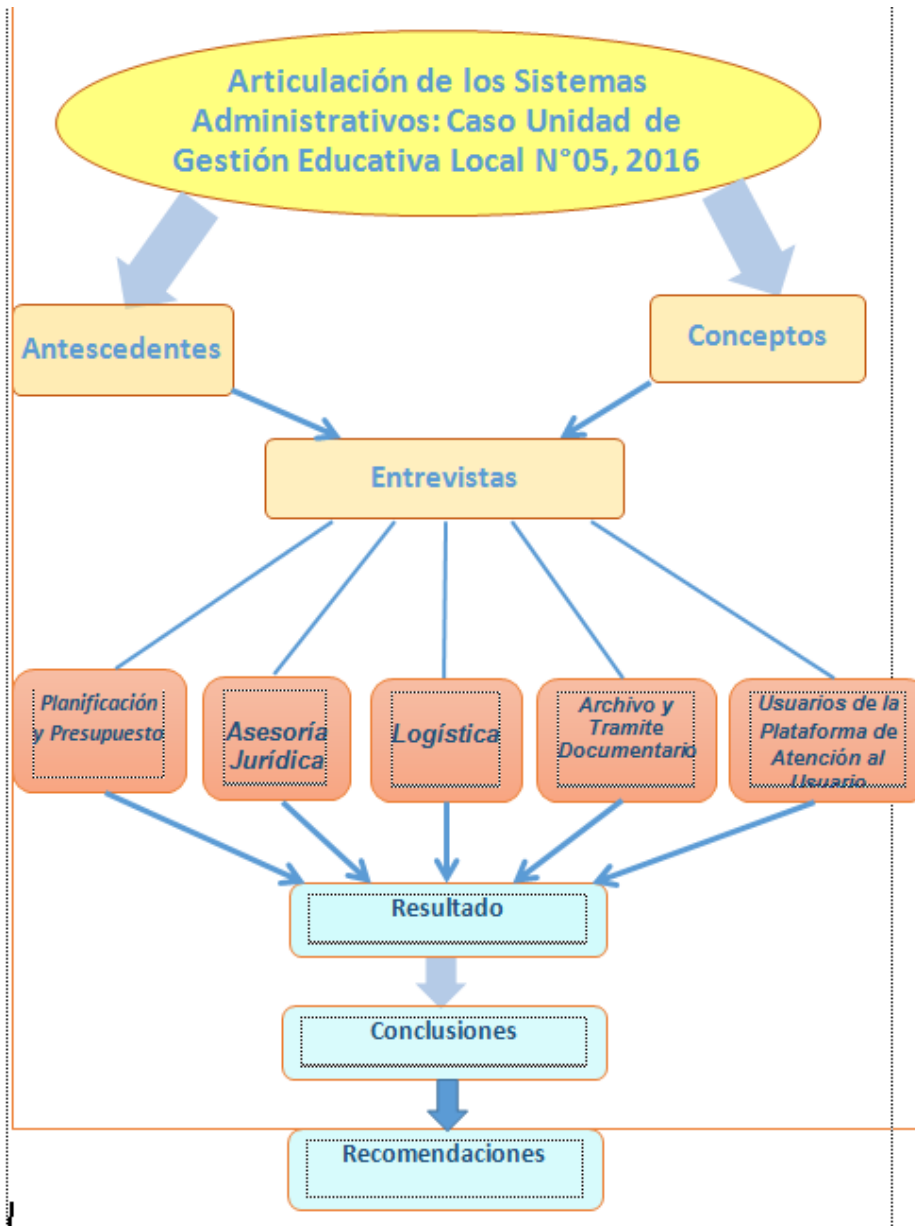 Articulación de los Sistemas
Administrativos: Caso Unidad de
Gestión Educativa Local N°05, 2016
Antescedentes
Conceptos
Entrevistas
Planificación
y Presupuesto
Asesoría
Jurídica
Logística
Archivo y
Tramite
Documentario
Usuarios de la
Plataforma de
Atención al
Usuario
Resultado
Conclusiones
Recomendaciones